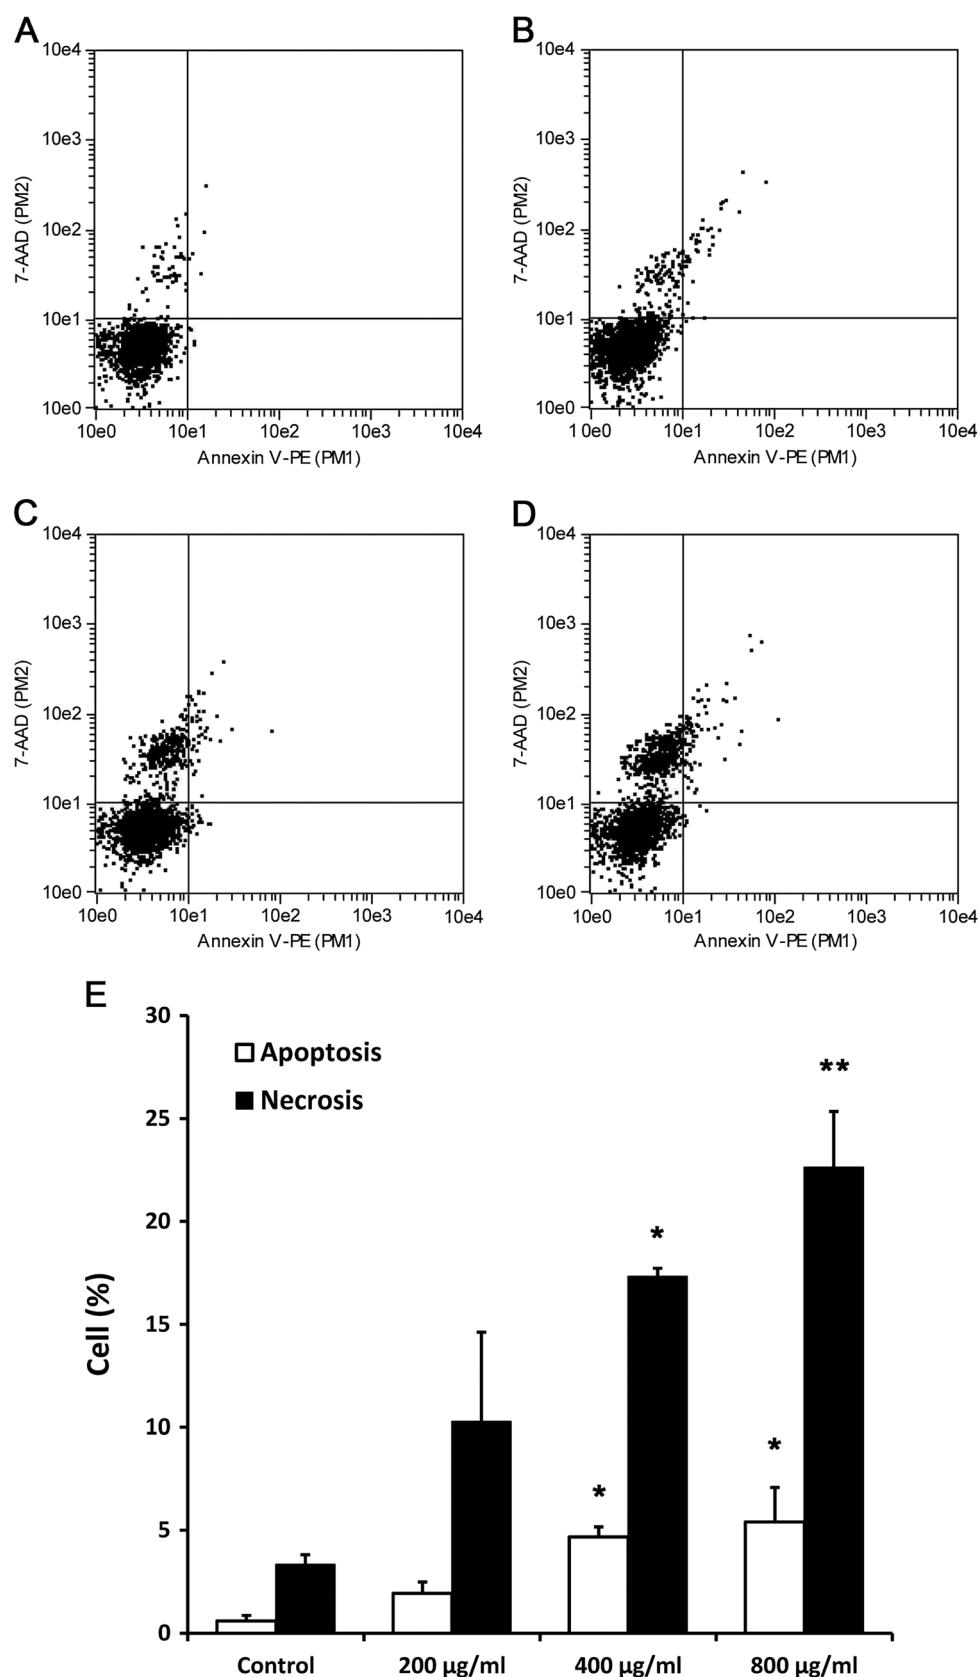 A
B
10e4
10e3
10e2
10e1
10e0
7-AAD (PM2)
10e0 10e1 10e2 10e3 10e4
Annexin V-PE (PM1)
10e4
10e3
10e2
10e1
10e0
7-AAD (PM2)
1 0e0 10e1 10e2 10e3 10e4
Annexin V-PE (PM1)
C
D
10e4
10e3
10e2
10e1
10e0
7-AAD (PM2)
10e0 10e1 10e2 10e3 10e4
Annexin V-PE (PM1)
10e4
10e3
10e2
10e1
10e0
7-AAD (PM2)
10e0 10e1 10e2 10e3 10e4
Annexin V-PE (PM1)
E
30
25
20
15
10
5
0
Cell (%)
Apoptosis
Necrosis
**
*
*
*
Control 200 µg/ml 400 µg/ml 800 µg/ml